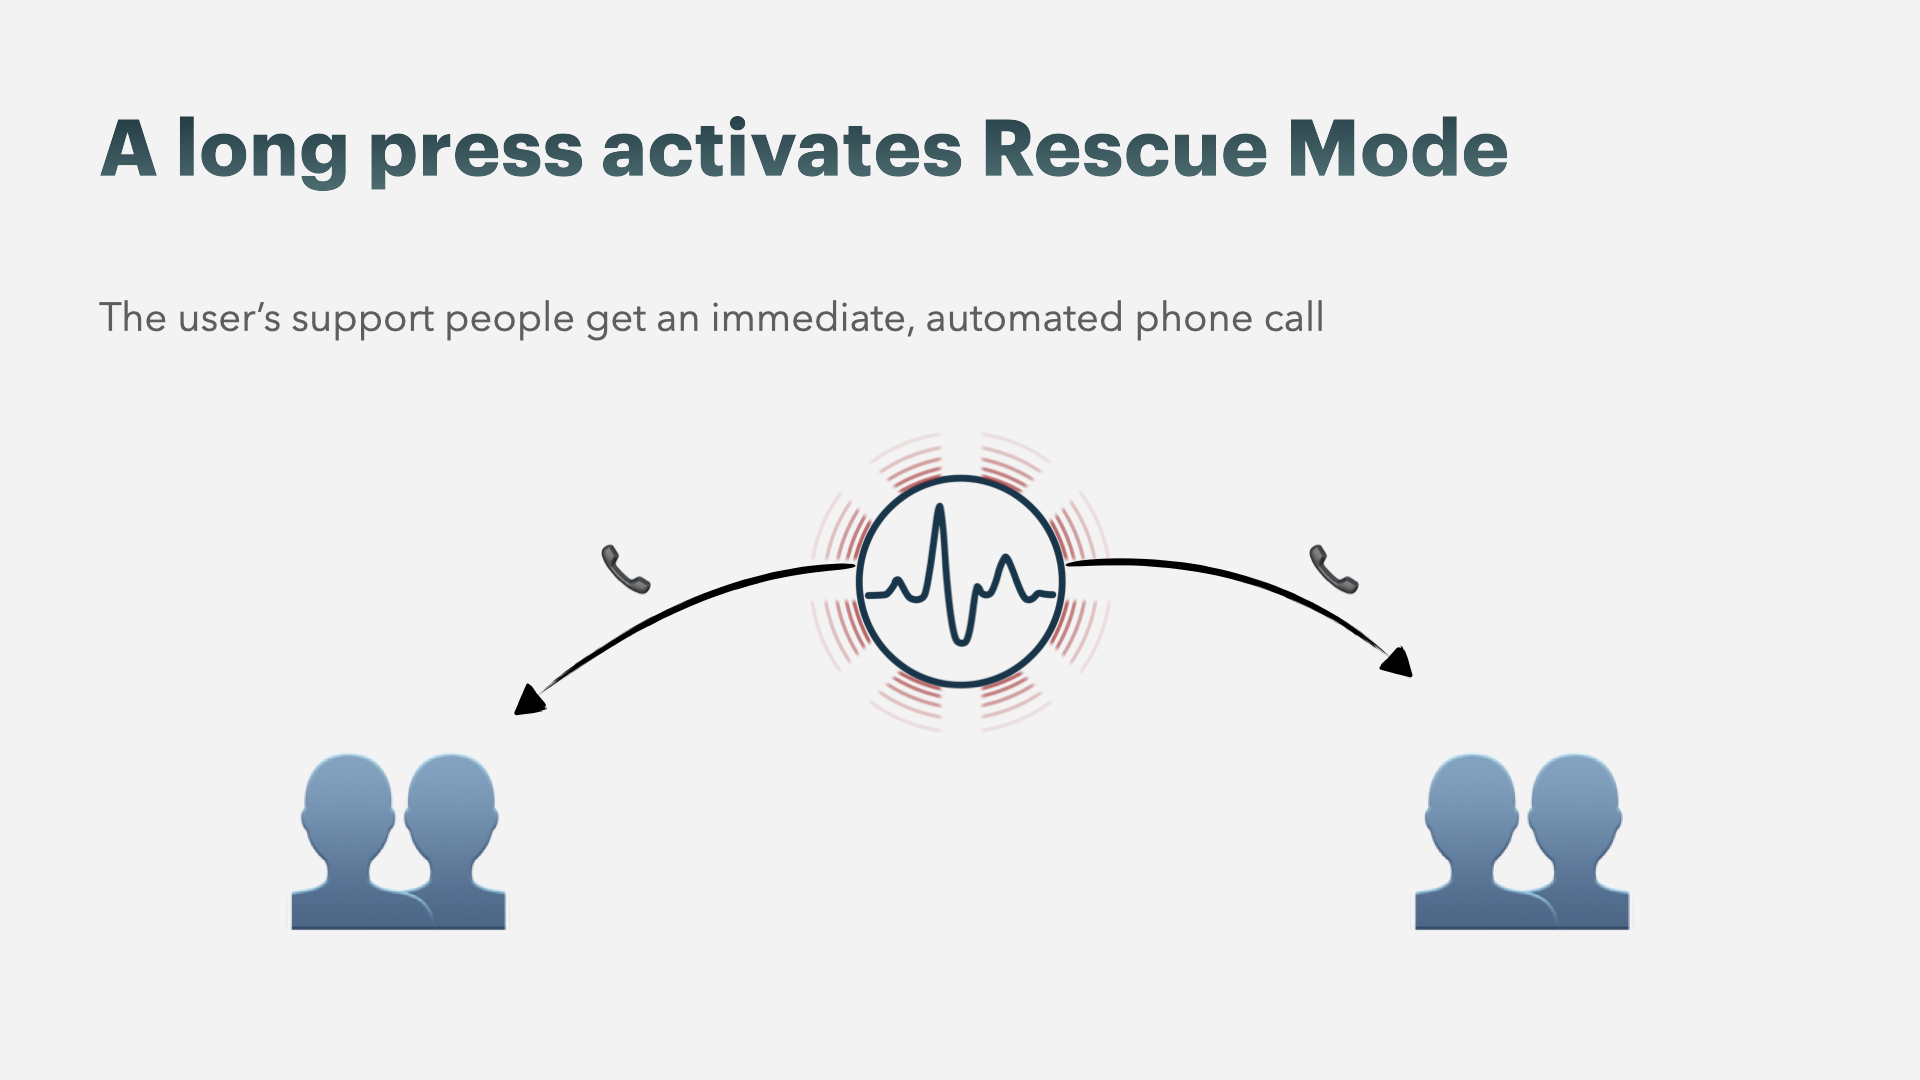 A long press activates Rescue Mode
The user’s support people get an immediate, automated phone call